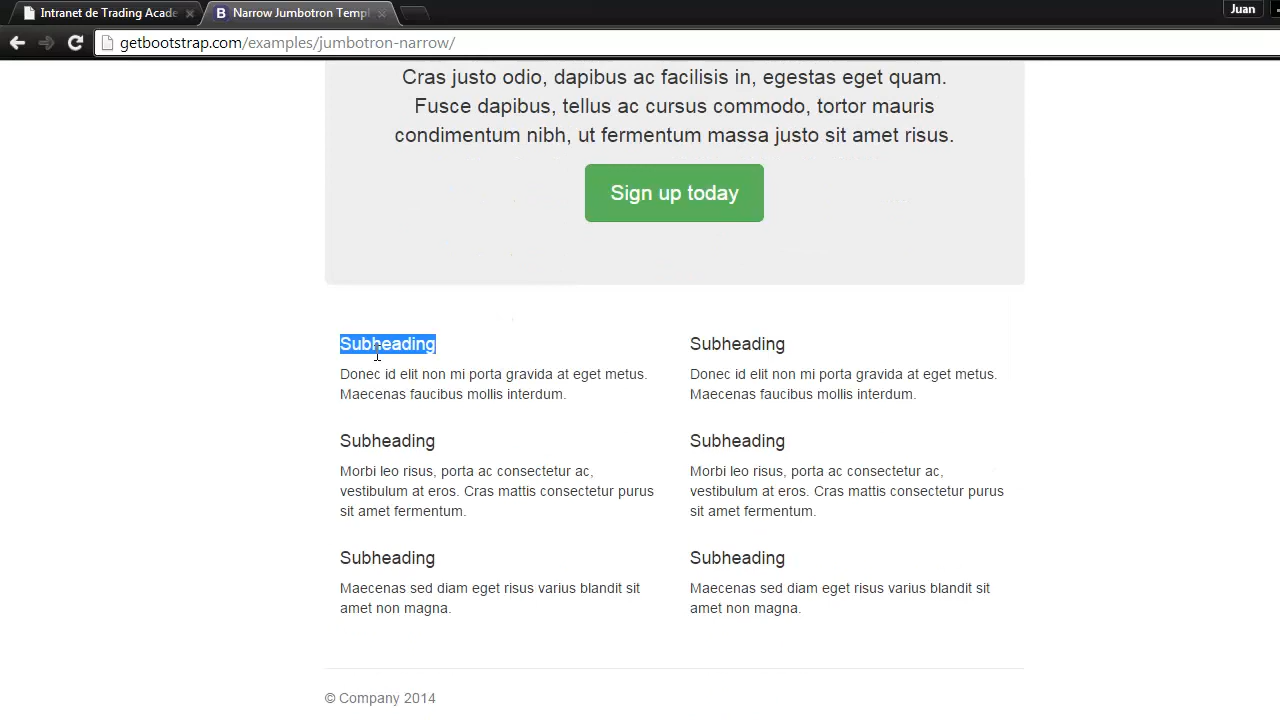 Intranet de Trading Acade
Narrow Jumbotron Templ
Juan
getbootstrap.com/examples/jumbotron-narrow/
Cras justo odio, dapibus ac facilisis in, egestas eget quam.
Fusce dapibus, tellus ac cursus commodo, tortor mauris
condimentum nibh, ut fermentum massa justo sit amet risus.
Sign up today
Subheading
Donec id elit non mi porta gravida at eget metus.
Maecenas faucibus mollis interdum.
Subheading
Morbi leo risus, porta ac consectetur ac,
vestibulum at eros. Cras mattis consectetur purus
sit amet fermentum.
Subheading
Maecenas sed diam eget risus varius blandit sit
amet non magna.
Subheading
Donec id elit non mi porta gravida at eget metus.
Maecenas faucibus mollis interdum.
Subheading
Morbi leo risus, porta ac consectetur ac,
vestibulum at eros. Cras mattis consectetur purus
sit amet fermentum.
Subheading
Maecenas sed diam eget risus varius blandit sit
amet non magna.
© Company 2014